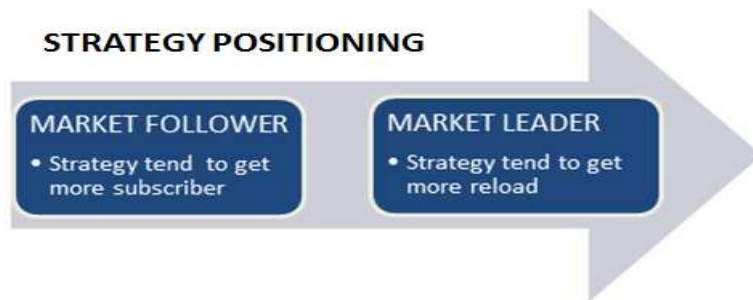 STRATEGY POSITIONING
MARKET FOLLOWER
• Strategy tend to get
more subscriber
MARKET LEADER
• Strategy tend to get
more reload